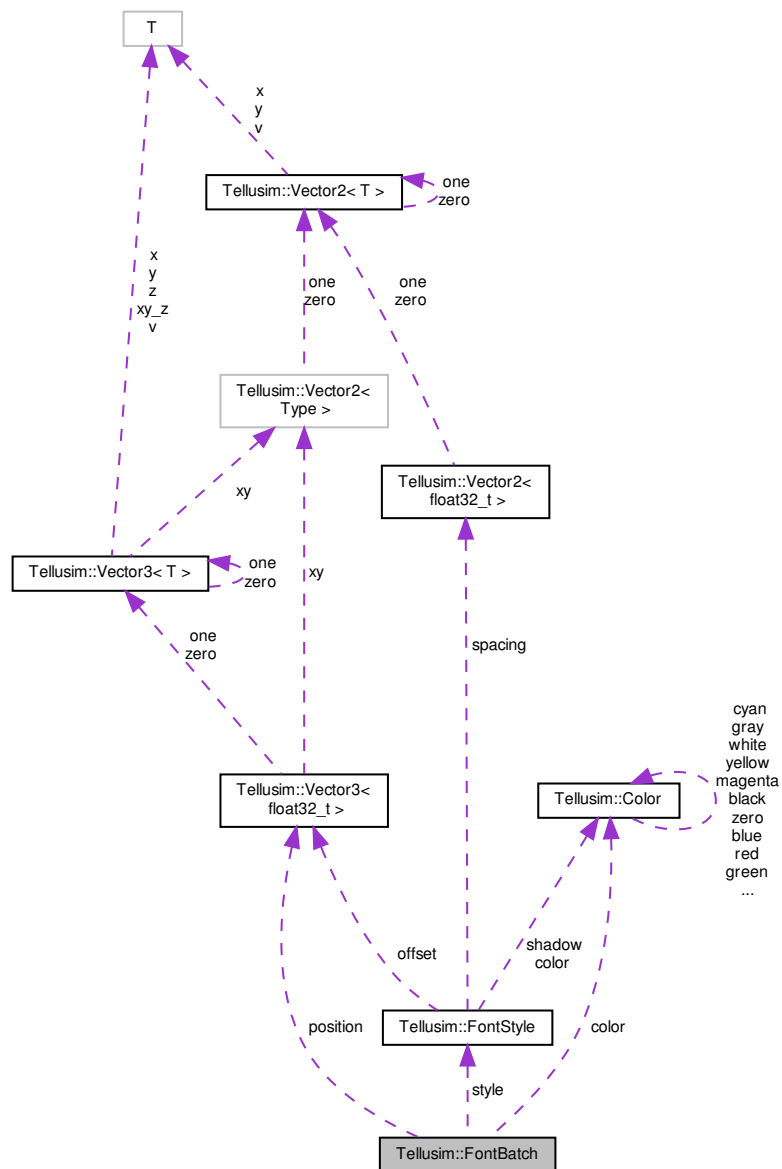 T
x
y
v
Tellusim::Vector2< T >
one
zero
x
y
z
xy_z
v
one
zero
one
zero
Tellusim::Vector2<
Type >
Tellusim::Vector2<
float32_t >
xy
Tellusim::Vector3< T >
one
zero
xy
one
zero
spacing
cyan
gray
white
yellow
magenta
black
zero
blue
red
green
...
Tellusim::Vector3<
float32_t >
Tellusim::Color
offset
shadow
color
position
Tellusim::FontStyle
color
style
Tellusim::FontBatch